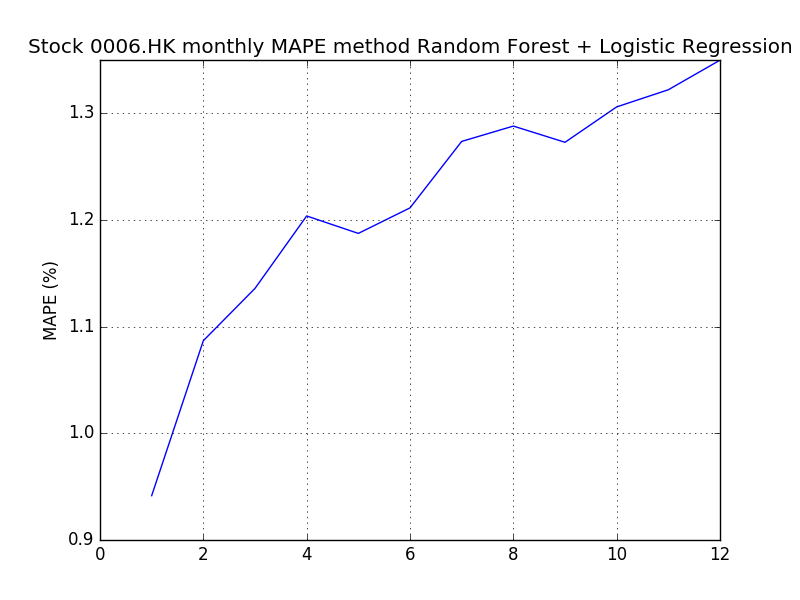 Stock 0006.HK monthly MAPE method Random Forest + Logistic Regression
1.3
1.2
MAPE (%)
1.1
1.0
0.9
0 2 4 6 8 10 12